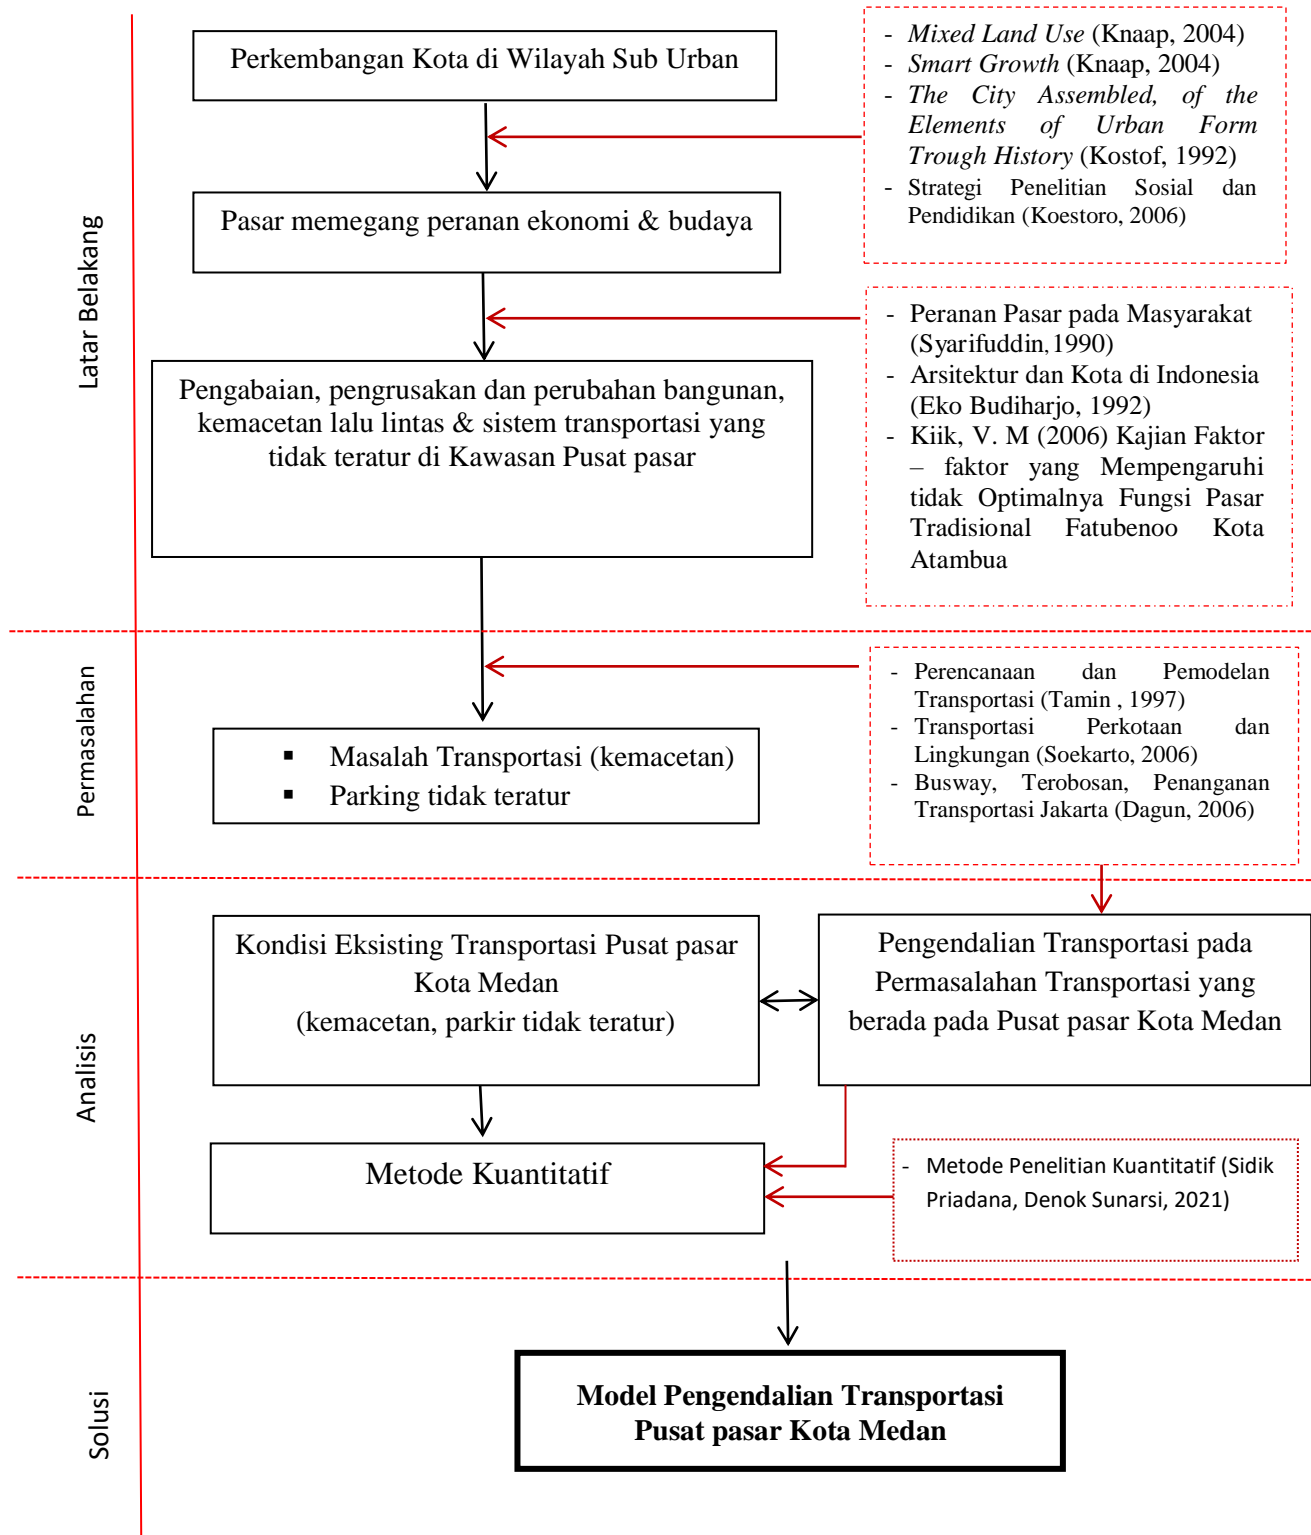 Latar Belakang
Perkembangan Kota di Wilayah Sub Urban
- Mixed Land Use (Knaap, 2004)
- Smart Growth (Knaap, 2004)
- The City Assembled, of the
Elements of Urban Form
Trough History (Kostof, 1992)
- Strategi Penelitian Sosial dan
Pendidikan (Koestoro, 2006)
Pasar memegang peranan ekonomi & budaya
- Peranan Pasar pada Masyarakat
(Syarifuddin, 1990)
- Arsitektur dan Kota di Indonesia
(Eko Budiharjo, 1992)
- Kiik, V. M (2006) Kajian Faktor
– faktor yang Mempengaruhi
tidak Optimalnya Fungsi Pasar
Tradisional Fatubenoo Kota
Atambua
Pengabaian, pengrusakan dan perubahan bangunan,
kemacetan lalu lintas & sistem transportasi yang
tidak teratur di Kawasan Pusat pasar
Permasalahan
- Perencanaan dan Pemodelan
Transportasi (Tamin , 1997)
- Transportasi Perkotaan dan
Lingkungan (Soekarto, 2006)
- Busway, Terobosan, Penanganan
Transportasi Jakarta (Dagun, 2006)
▪ Masalah Transportasi (kemacetan)
▪ Parking tidak teratur
Analisis
Kondisi Eksisting Transportasi Pusat pasar
Kota Medan
(kemacetan, parkir tidak teratur)
Pengendalian Transportasi pada
Permasalahan Transportasi yang
berada pada Pusat pasar Kota Medan
Metode Kuantitatif
- Metode Penelitian Kuantitatif (Sidik
Priadana, Denok Sunarsi, 2021)
Solusi
Model Pengendalian Transportasi
Pusat pasar Kota Medan